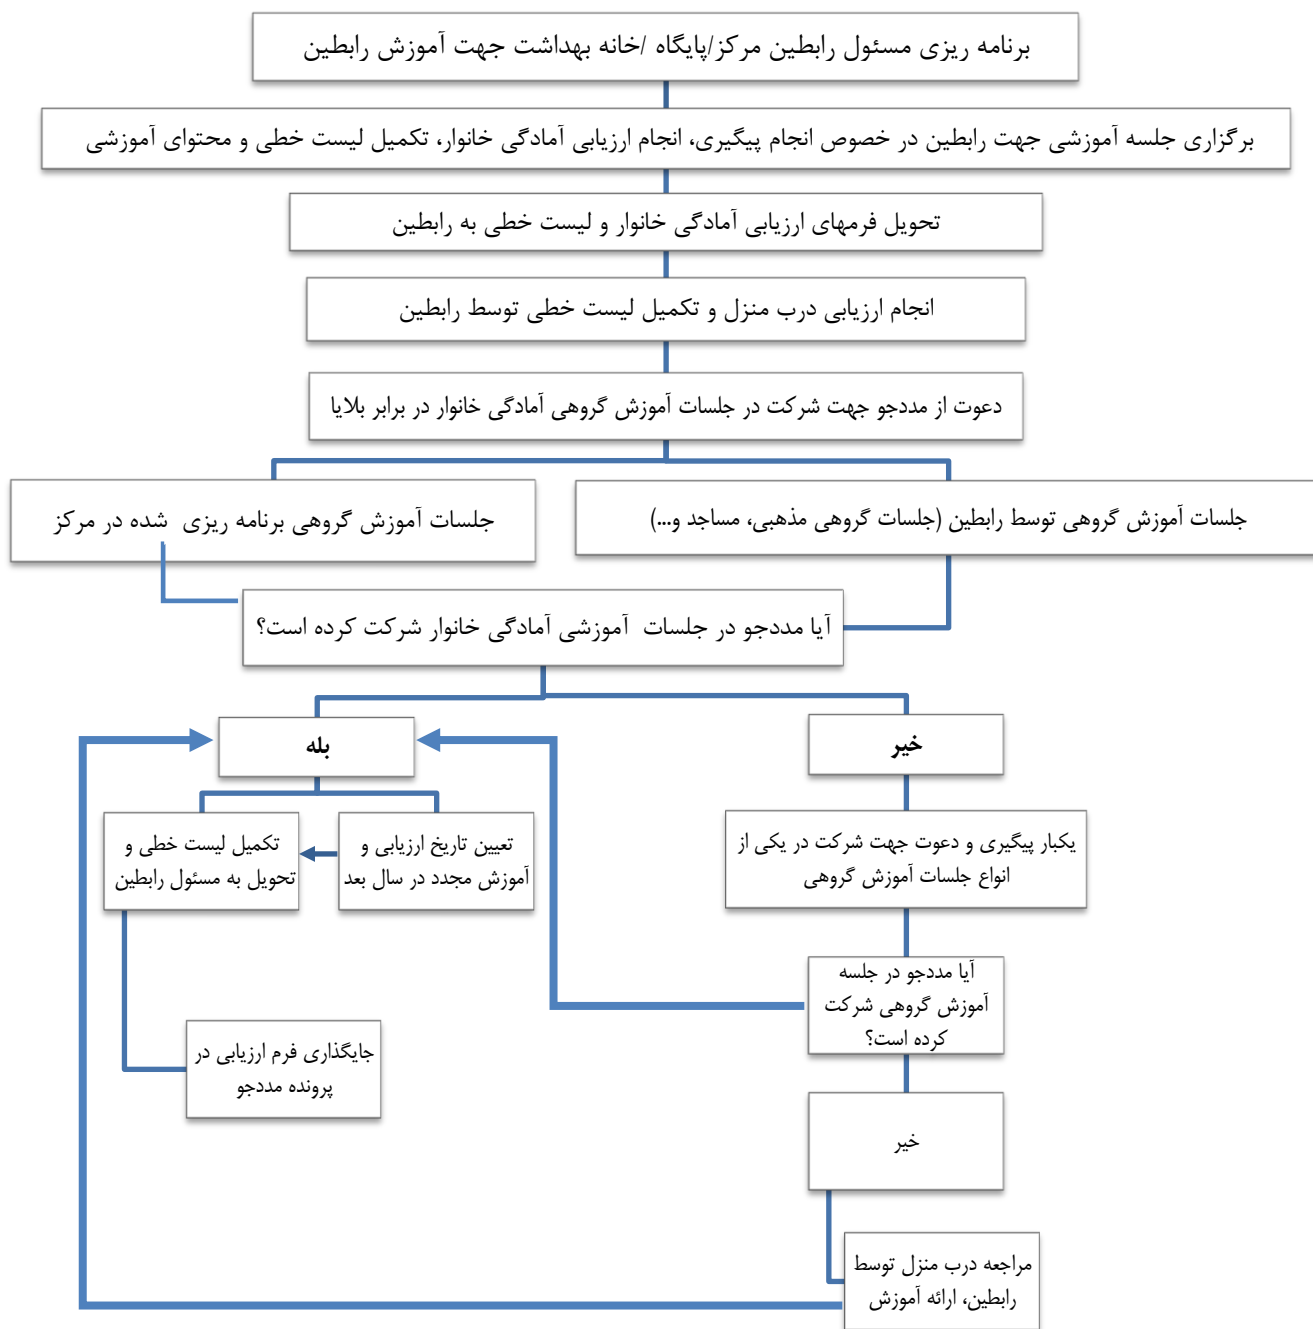 برنامه ریزی مسئول رابطین مرکز/پایگاه /خانه بهداشت جهت آموزش رابطین
برگزاری جلسه آموزشی جهت رابطین در خصوص انجام پیگیری، انجام ارزیابی آمادگی خانوار، تکمیل لیست خطی و محتوای آموزشی
تحویل فرمهای ارزیابی آمادگی خانوار و لیست خطی به رابطین
انجام ارزیابی درب منزل و تکمیل لیست خطی توسط رابطین
دعوت از مددجو جهت شرکت در جلسات آموزش گروهی آمادگی خانوار در برابر بلایا
جلسات آموزش گروهی توسط رابطین (جلسات گروهی مذهبی، مساجد و...)
جلسات آموزش گروهی برنامه ریزی شده در مرکز
آیا مددجو در جلسات آموزشی آمادگی خانوار شرکت کرده است؟
خیر
بله
یکبار پیگیری و دعوت جهت شرکت در یکی از
انواع جلسات آموزش گروهی
تعیین تاریخ ارزیابی و
آموزش مجدد در سال بعد
تکمیل لیست خطی و
تحویل به مسئول رابطین
آیا مددجو در جلسه
آموزش گروهی شرکت
کرده است؟
جایگذاری فرم ارزیابی در
پرونده مددجو
خیر
مراجعه درب منزل توسط
رابطین، ارائه آموزش